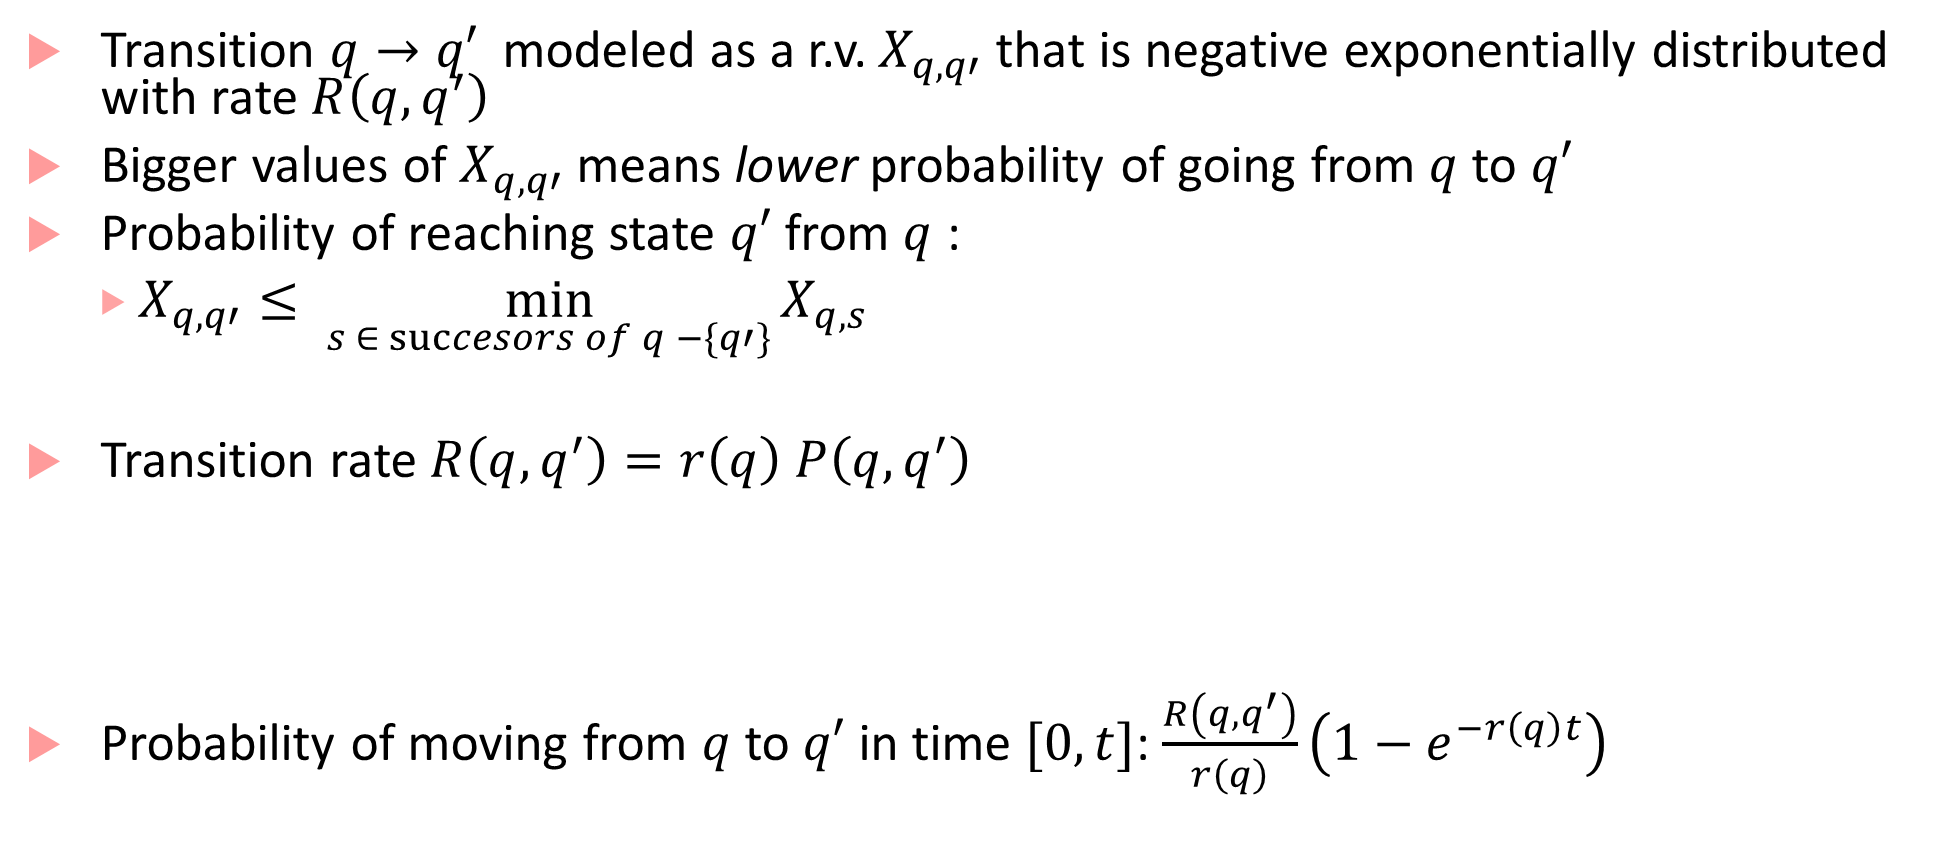 ▶ Transition q → q′ modeled as a r.v. X_{q,q′} that is negative exponentially distributed
with rate R(q, q′)
▶ Bigger values of X_{q,q′} means lower probability of going from q to q′
▶ Probability of reaching state q′ from q :
▶ X_{q,q′} ≤ min_{s ∈ succesors of q −{q′}} X_{q,s}
▶ Transition rate R(q, q′) = r(q) P(q, q′)
▶ Probability of moving from q to q′ in time [0, t]: \frac{R(q,q′)}{r(q)} (1 − e^{−r(q)t})